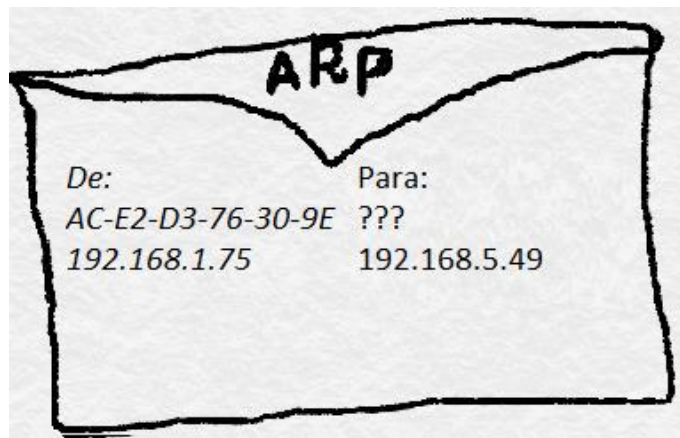 ARP
De:
AC-E2-D3-76-30-9E
192.168.1.75
Para:
???
192.168.5.49